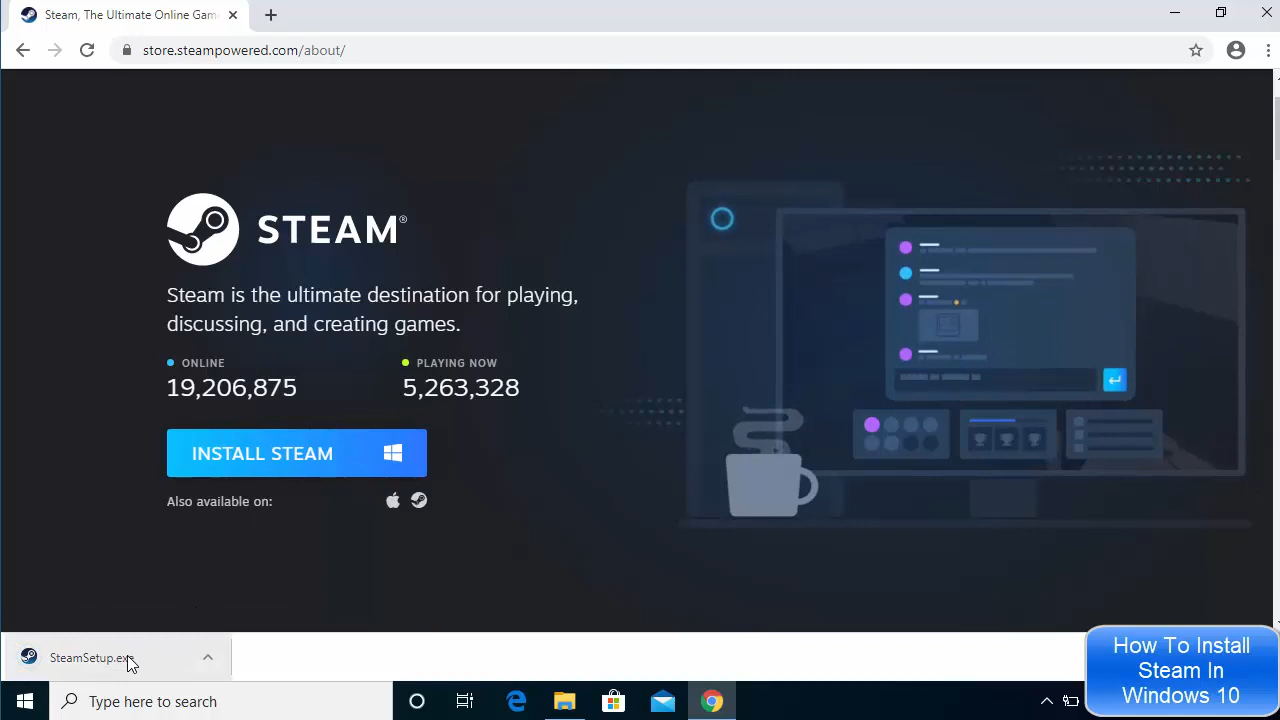 Steam, The Ultimate Online Gam
store.steampowered.com/about/
STEAM®
Steam is the ultimate destination for playing,
discussing, and creating games.
ONLINE
PLAYING NOW
19,206,875
5,263,328
INSTALL STEAM
Also available on:
SteamSetup.exe
How To Install
Steam In
Windows 10
Type here to search